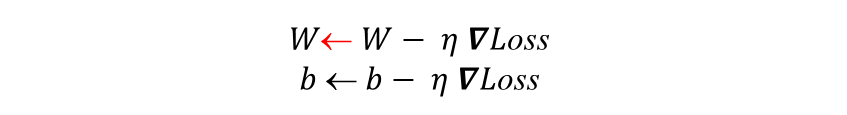 W ← W − η ∇Loss
b ← b − η ∇Loss